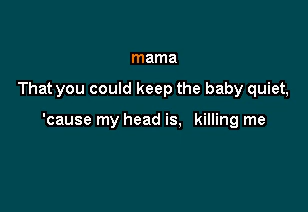 mama
That you could keep the baby quiet,
'cause my head is, killing me